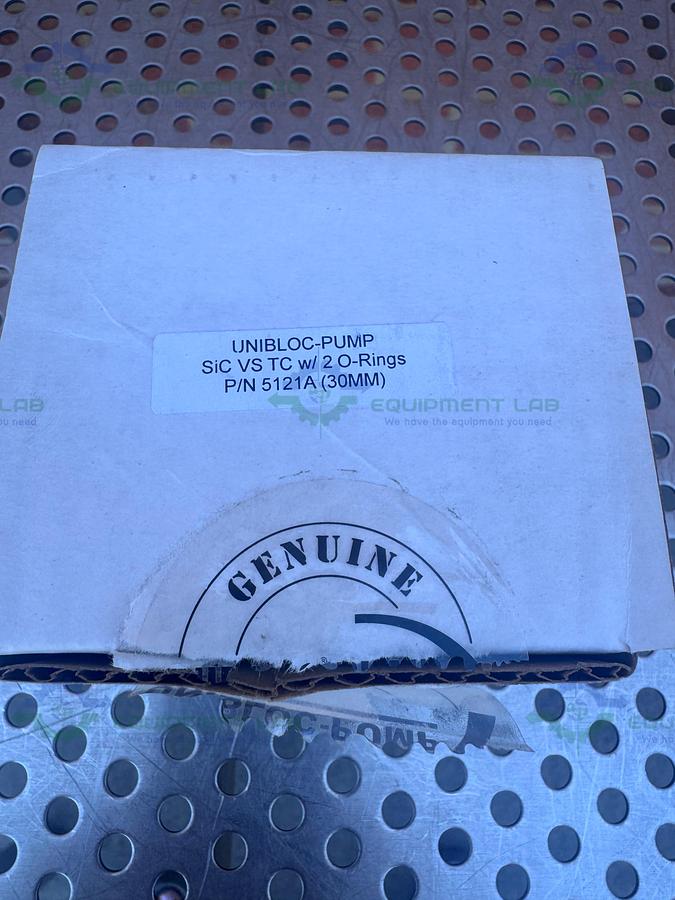 UNIBLOC-PUMP
SiC VS TC w/ 2 O-Rings
P/N 5121A (30MM)
EQUIPMENT LAB
We have the equipment you need
GENUINE